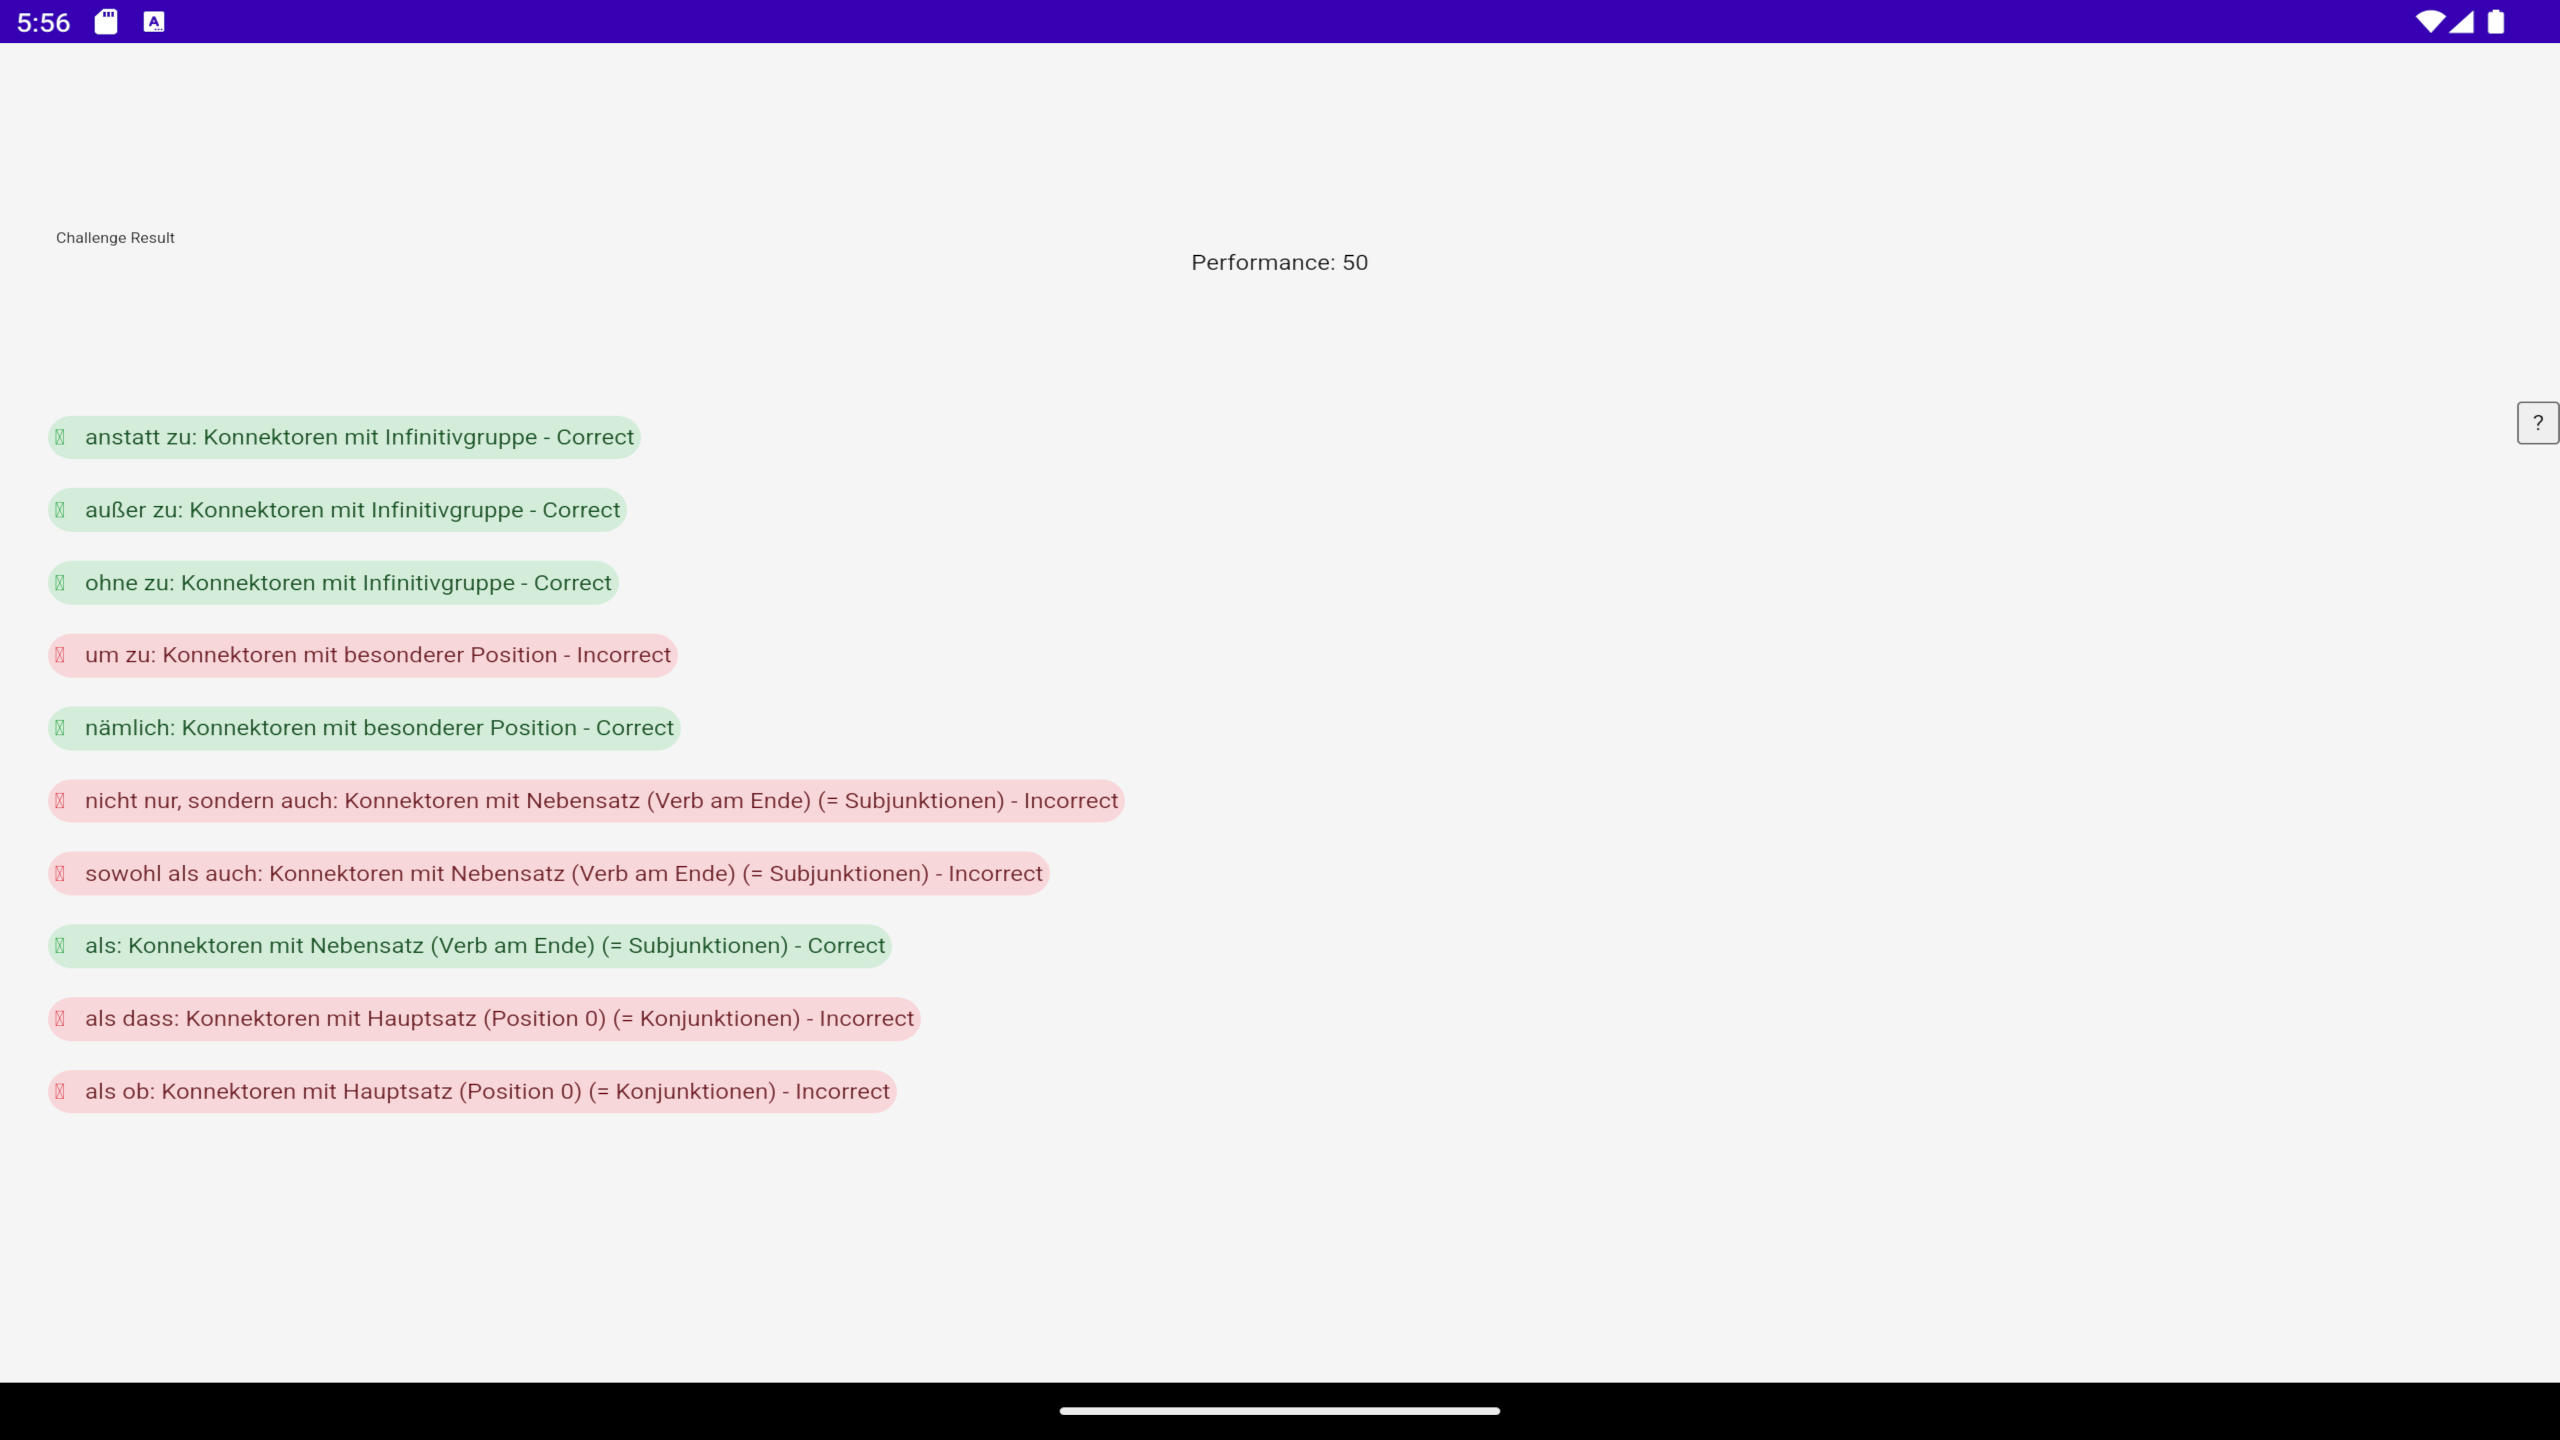 5:56
Challenge Result
Performance: 50
?
anstatt zu: Konnektoren mit Infinitivgruppe - Correct
außer zu: Konnektoren mit Infinitivgruppe - Correct
ohne zu: Konnektoren mit Infinitivgruppe - Correct
um zu: Konnektoren mit besonderer Position - Incorrect
nämlich: Konnektoren mit besonderer Position - Correct
nicht nur, sondern auch: Konnektoren mit Nebensatz (Verb am Ende) (= Subjunktionen) - Incorrect
sowohl als auch: Konnektoren mit Nebensatz (Verb am Ende) (= Subjunktionen) - Incorrect
als: Konnektoren mit Nebensatz (Verb am Ende) (= Subjunktionen) - Correct
als dass: Konnektoren mit Hauptsatz (Position 0) (= Konjunktionen) - Incorrect
als ob: Konnektoren mit Hauptsatz (Position 0) (= Konjunktionen) - Incorrect